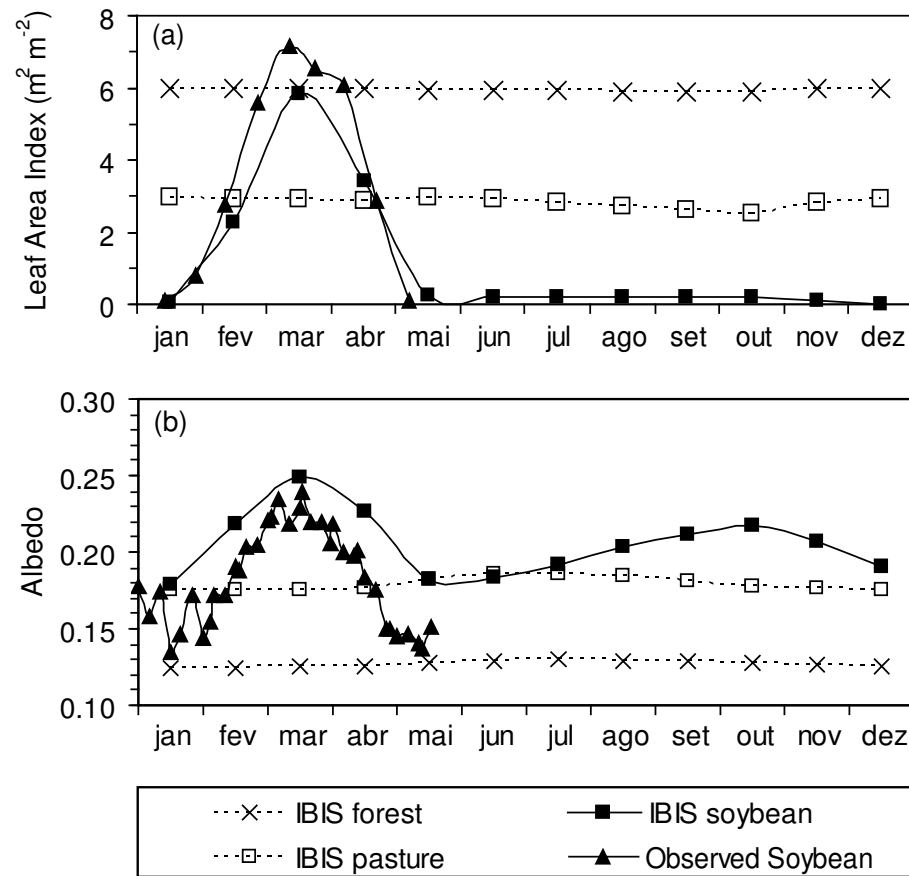 (a)
Leaf Area Index (m² m⁻²)
8
6
4
2
0
jan fev mar abr mai jun jul ago set out nov dez
(b)
Albedo
0.30
0.25
0.20
0.15
0.10
jan fev mar abr mai jun jul ago set out nov dez
IBIS forest
IBIS soybean
IBIS pasture
Observed Soybean